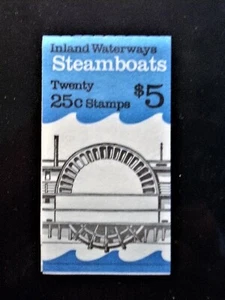 Inland Waterways
Steamboats
Twenty
25c Stamps $5